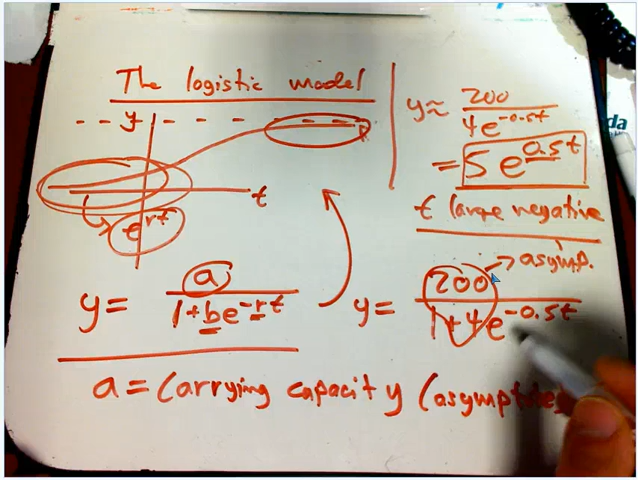 The logistic model
y
t
e^rt
y = a / (1 + be^-rt)
a = Carrying capacity (asymptote
y ≈ 200 / 4e^-0.5t
= 5e^0.5t
t large negative
asymp.
y = 200 / (1 + 4e^-0.5t)